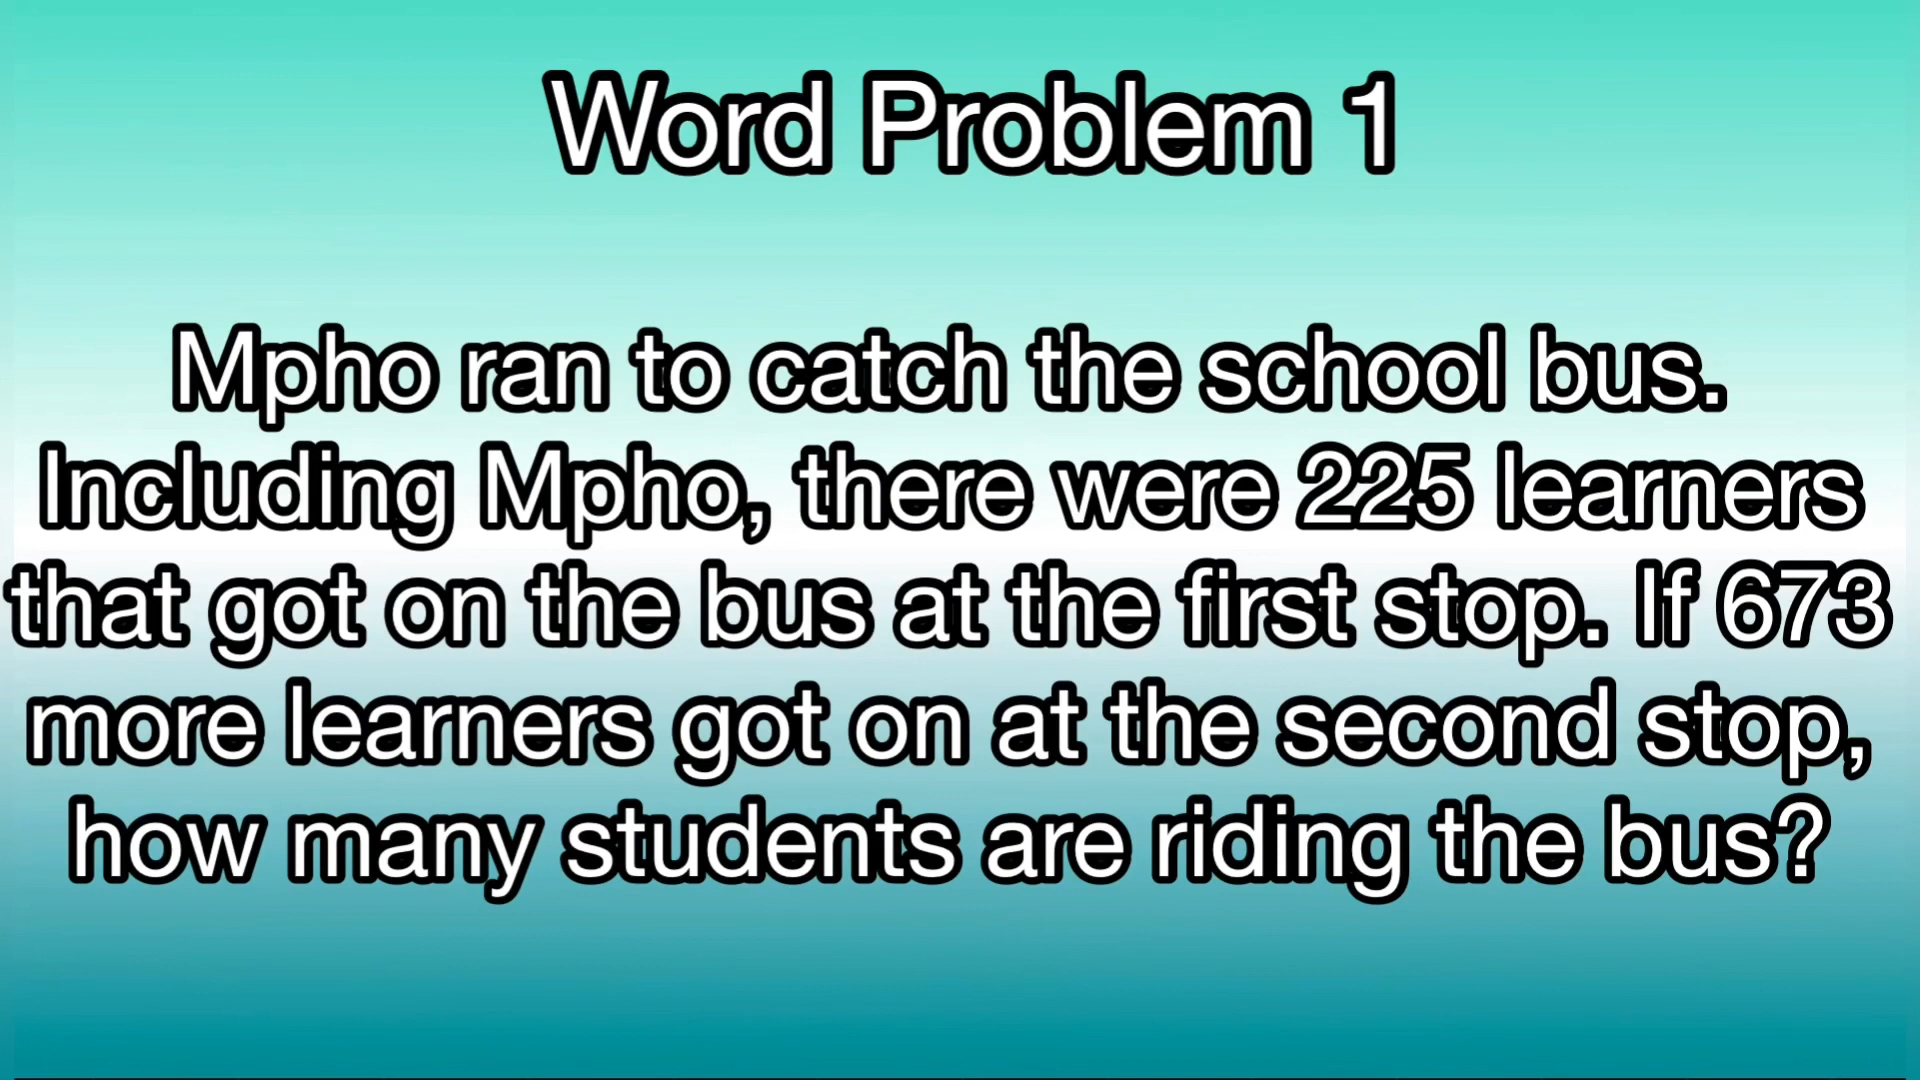 Word Problem 1
Mpho ran to catch the school bus.
Including Mpho, there were 225 learners
that got on the bus at the first stop. If 673
more learners got on at the second stop,
how many students are riding the bus?